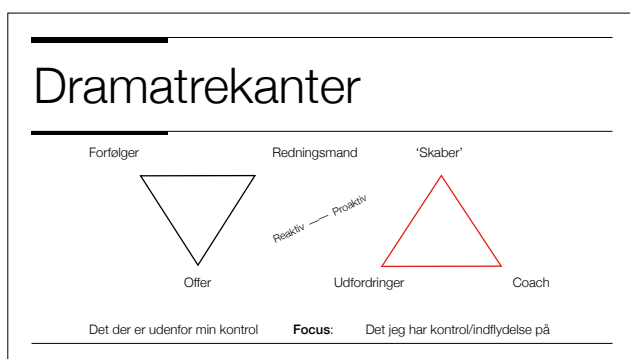 Dramatrekanter
Forfølger Redningsmand 'Skaber'
Reaktiv — Proaktiv
Offer Udfordringer Coach
Det der er udenfor min kontrol Focus: Det jeg har kontrol/indflydelse på